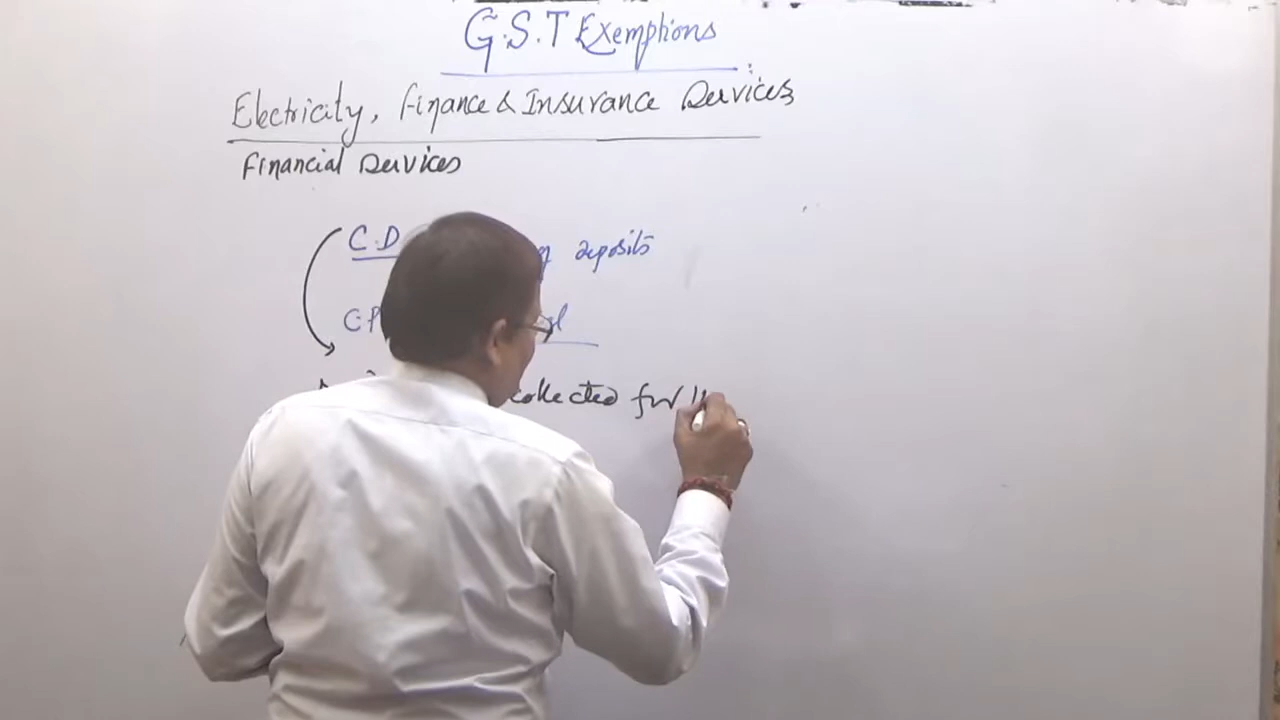 G.S.T Exemptions
Electricity, Finance & Insurance Services
Financial Services
C.D deposits
C.P
collected for